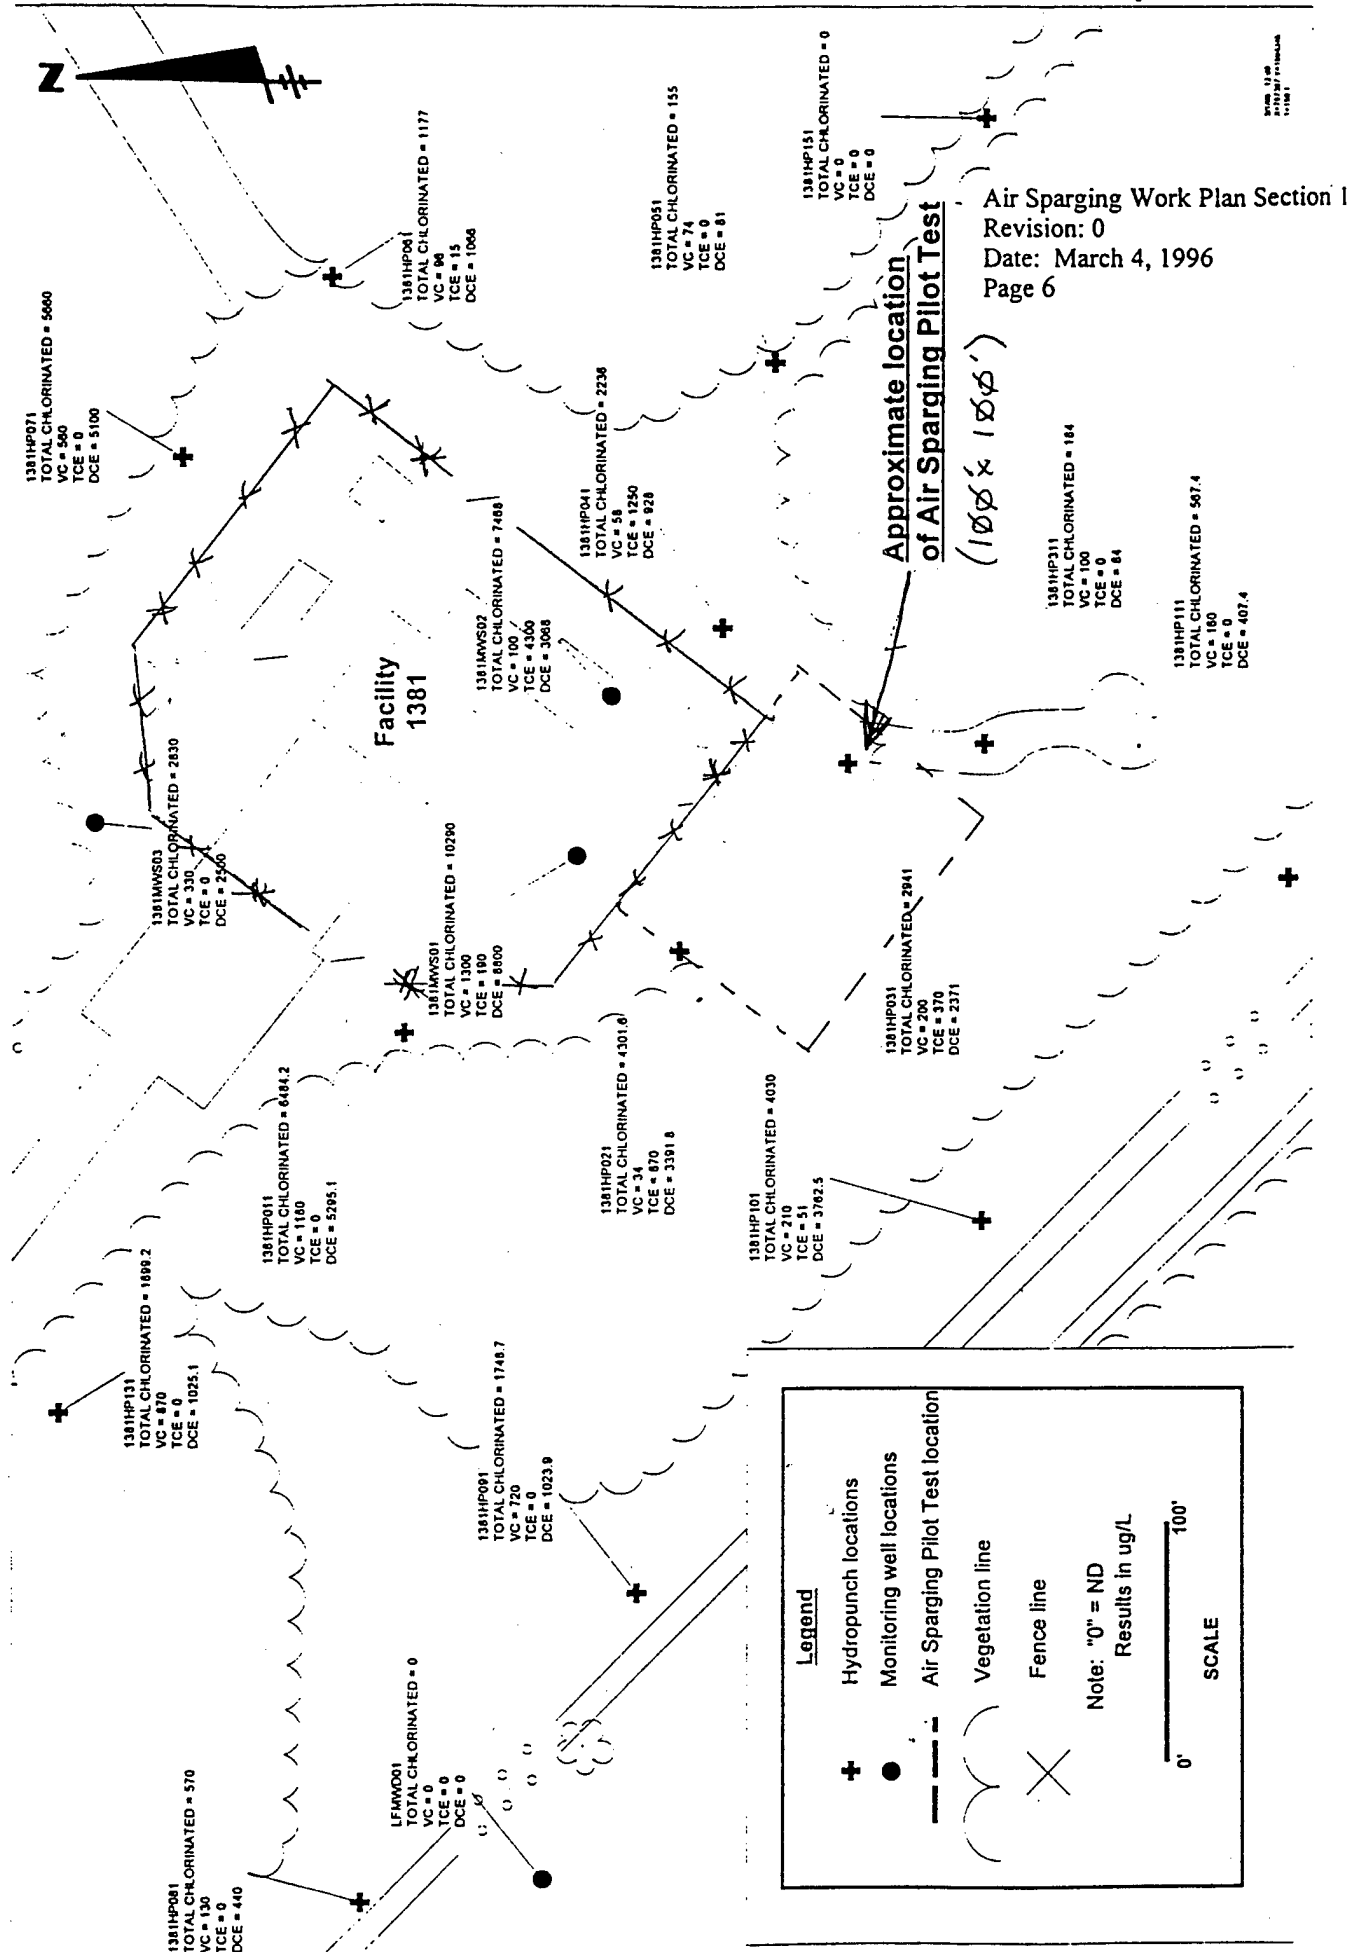 Air Sparging Work Plan Section 1
Revision: 0
Date: March 4, 1996
Page 6
N
1381HP071
TOTAL CHLORINATED = 5660
VC = 560
TCE = 0
DCE = 5100
1381HP061
TOTAL CHLORINATED = 1177
VC = 96
TCE = 15
DCE = 1066
1381HP051
TOTAL CHLORINATED = 155
VC = 74
TCE = 0
DCE = 81
1381HP151
TOTAL CHLORINATED = 0
VC = 0
TCE = 0
DCE = 0
1381MWS03
TOTAL CHLORINATED = 2830
VC = 330
TCE = 0
DCE = 2500
Facility
1381
1381MWS02
TOTAL CHLORINATED = 7468
VC = 100
TCE = 4300
DCE = 3068
1381HP041
TOTAL CHLORINATED = 2236
VC = 58
TCE = 1250
DCE = 928
Approximate location
of Air Sparging Pilot Test
(100' x 100')
1381HP311
TOTAL CHLORINATED = 184
VC = 100
TCE = 0
DCE = 84
1381HP111
TOTAL CHLORINATED = 567.4
VC = 160
TCE = 0
DCE = 407.4
1381MWS01
TOTAL CHLORINATED = 10290
VC = 1300
TCE = 190
DCE = 8800
1381HP031
TOTAL CHLORINATED = 2941
VC = 200
TCE = 370
DCE = 2371
1381HP011
TOTAL CHLORINATED = 6484.2
VC = 1160
TCE = 0
DCE = 5295.1
1381HP021
TOTAL CHLORINATED = 4301.6
VC = 34
TCE = 670
DCE = 3391.8
1381HP101
TOTAL CHLORINATED = 4030
VC = 210
TCE = 51
DCE = 3762.5
1381HP131
TOTAL CHLORINATED = 1699.2
VC = 670
TCE = 0
DCE = 1025.1
1381HP091
TOTAL CHLORINATED = 1746.7
VC = 720
TCE = 0
DCE = 1023.9
1381HP081
TOTAL CHLORINATED = 570
VC = 130
TCE = 0
DCE = 440
LFMWD01
TOTAL CHLORINATED = 0
VC = 0
TCE = 0
DCE = 0
Legend
Hydropunch locations
Monitoring well locations
Air Sparging Pilot Test location
Vegetation line
Fence line
Note: "0" = ND
Results in ug/L
0'
100'
SCALE